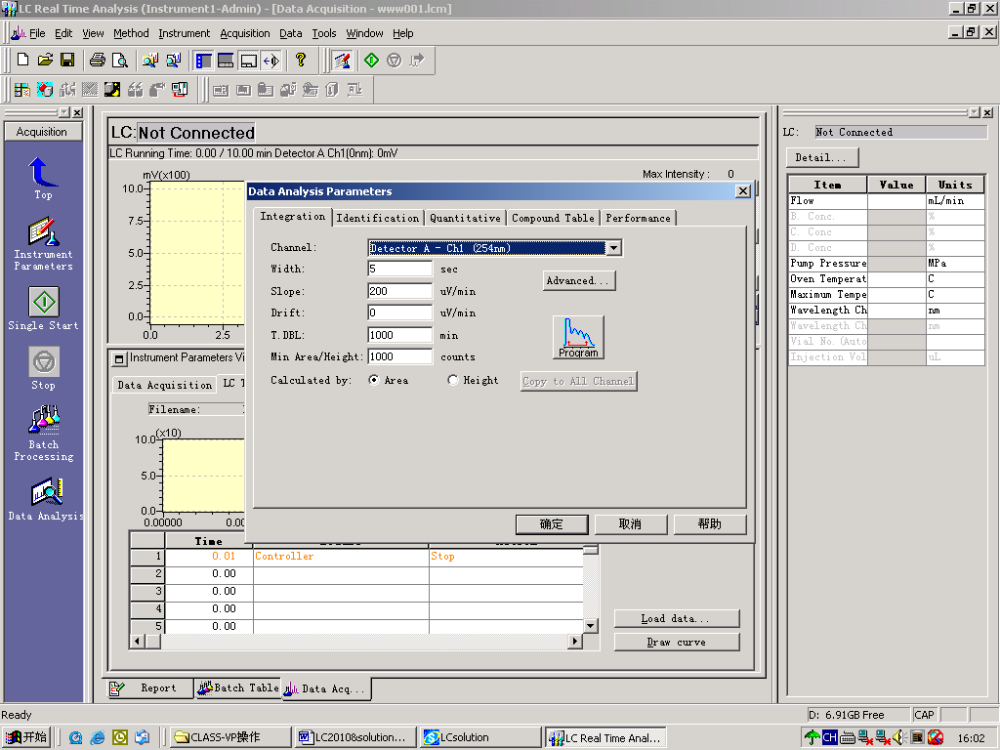 LC Real Time Analysis (Instrument1-Admin) - [Data Acquisition - www001.lcm]
File Edit View Method Instrument Acquisition Data Tools Window Help
Acquisition
Top
Instrument Parameters
Single Start
Stop
Batch Processing
Data Analysis
LC: Not Connected
LC Running Time: 0.00 / 10.00 min Detector A Ch1(0nm): 0mV
mV(x100)
Max Intensity : 0
10.0
7.5
5.0
2.5
0.0
0.0 2.5
Instrument Parameters Vi
Data Acquisition LC T
Filename:
(x10)
10.0
5.0
0.0
0.00000 0.00
Time
1 0.01 Controller Stop
2 0.00
3 0.00
4 0.00
5 0.00
Load data...
Draw curve
Data Analysis Parameters
Integration Identification Quantitative Compound Table Performance
Channel: Detector A - Ch1 (254nm)
Width: 5 sec
Slope: 200 uV/min
Drift: 0 uV/min
T.DBL: 1000 min
Min Area/Height: 1000 counts
Calculated by: Area Height
Advanced...
Program
Copy to All Channel
确定 取消 帮助
LC: Not Connected
Detail...
Item Value Units
Flow mL/min
B. Conc. %
C. Conc %
D. Conc %
Pump Pressure MPa
Oven Temperat C
Maximum Tempe C
Wavelength Ch nm
Wavelength Ch nm
Vial No.(Auto
Injection Vol uL
Report Batch Table Data Acq...
Ready D: 6.91GB Free CAP
开始 CLASS-VP操作 LC2010&solution... LCsolution LC Real Time Anal... CH 16:02